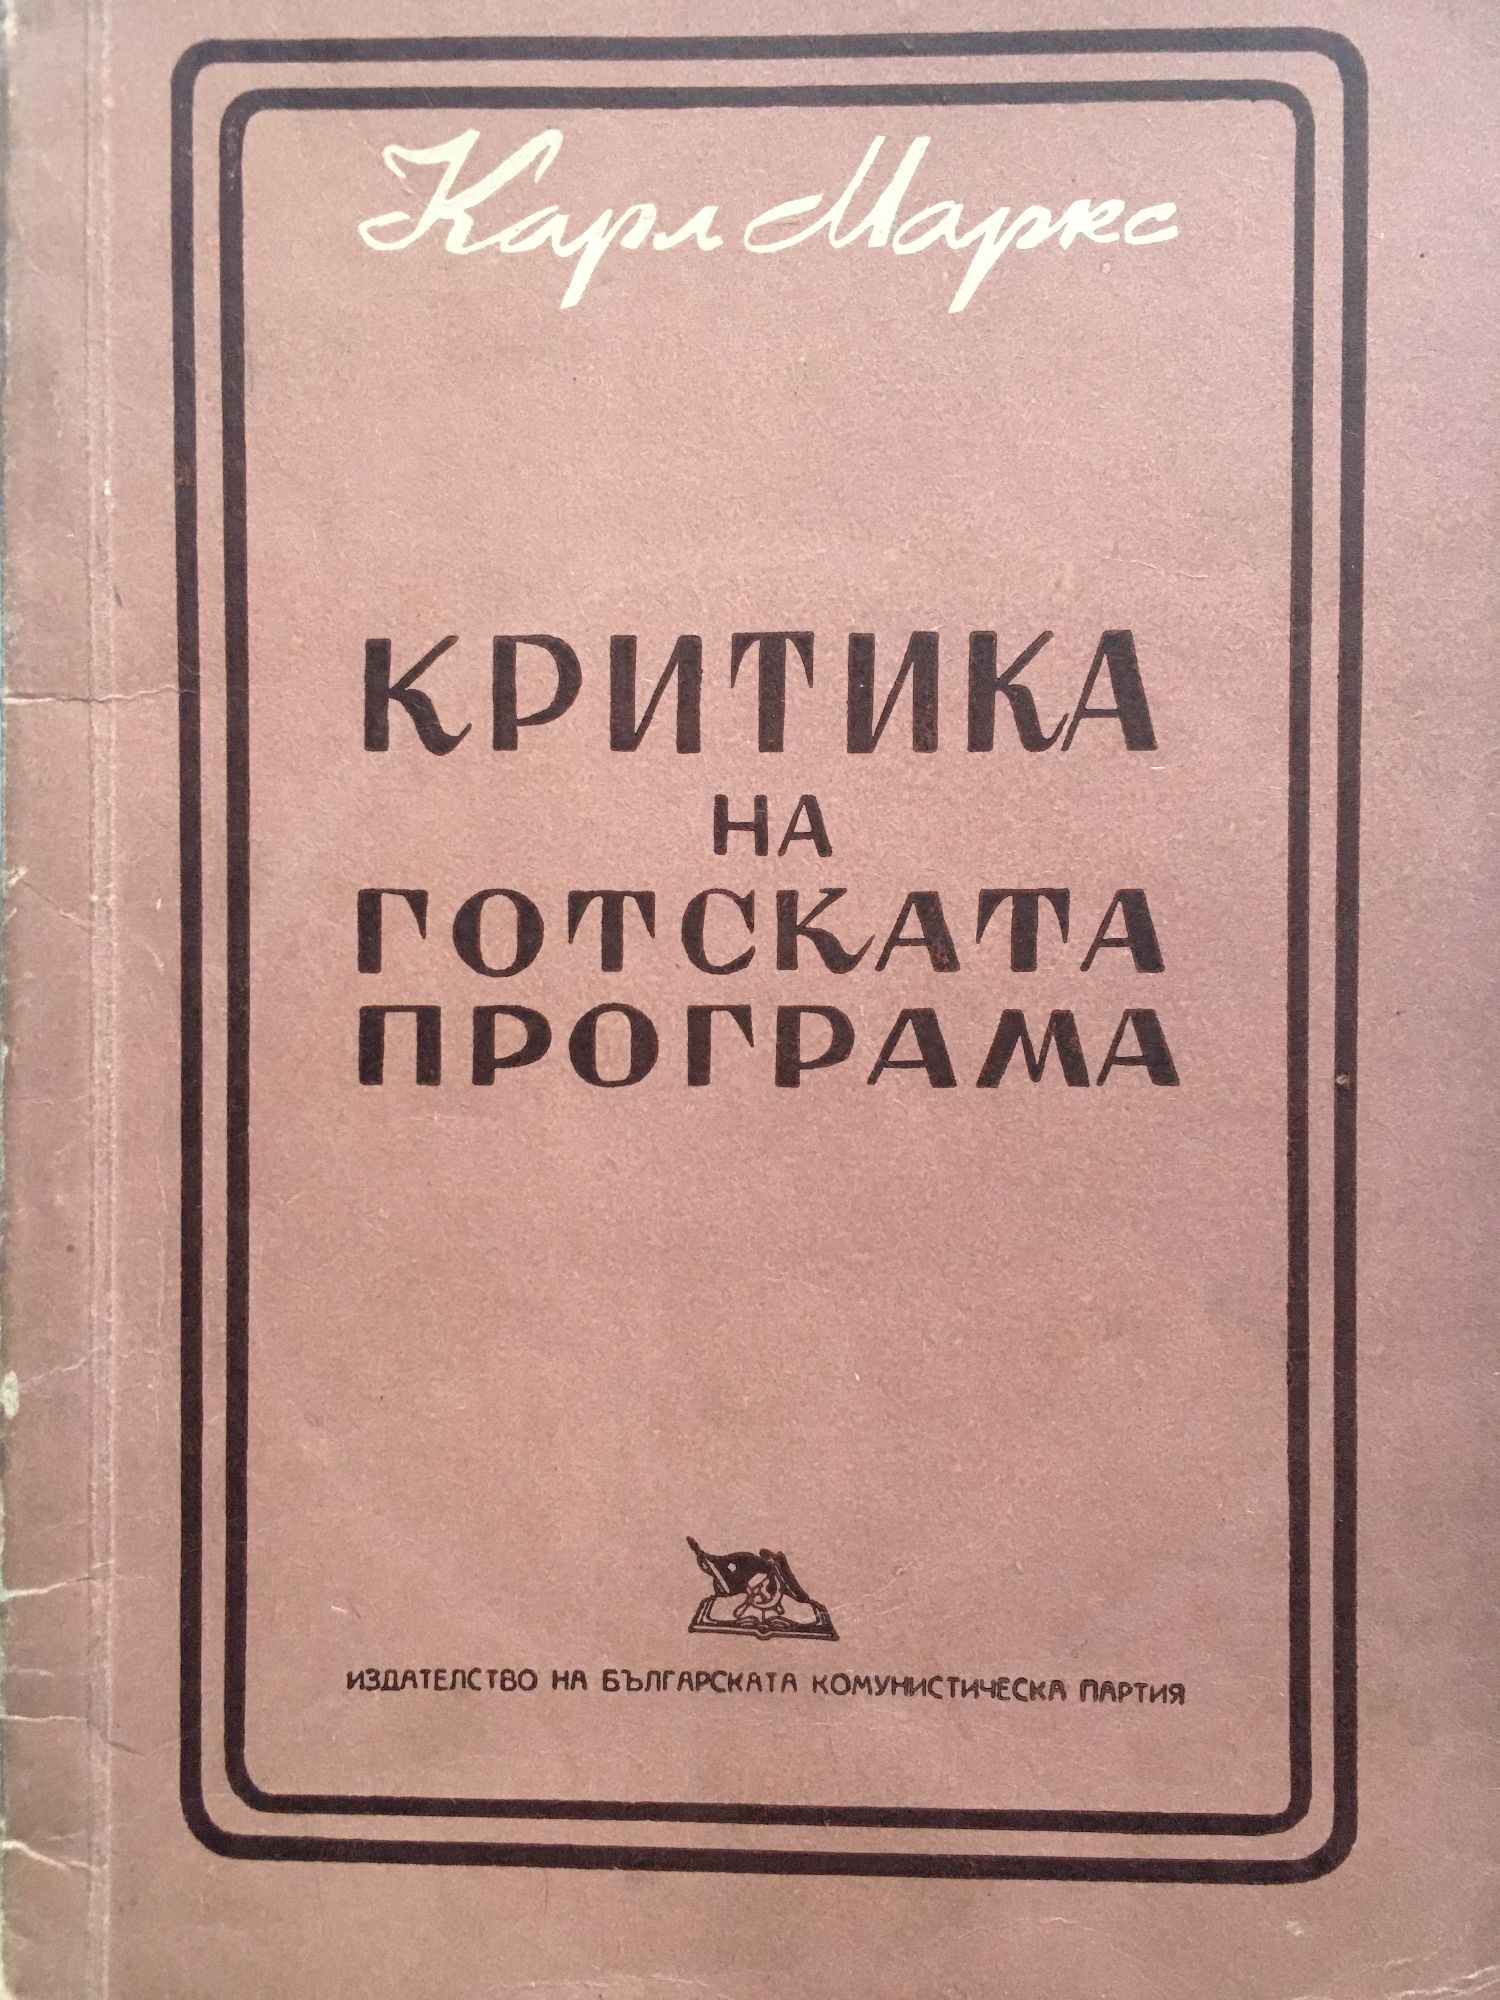 Карл Маркс
КРИТИКА
НА
ГОТСКАТА
ПРОГРАМА
ИЗДАТЕЛСТВО НА БЪЛГАРСКАТА КОМУНИСТИЧЕСКА ПАРТИЯ